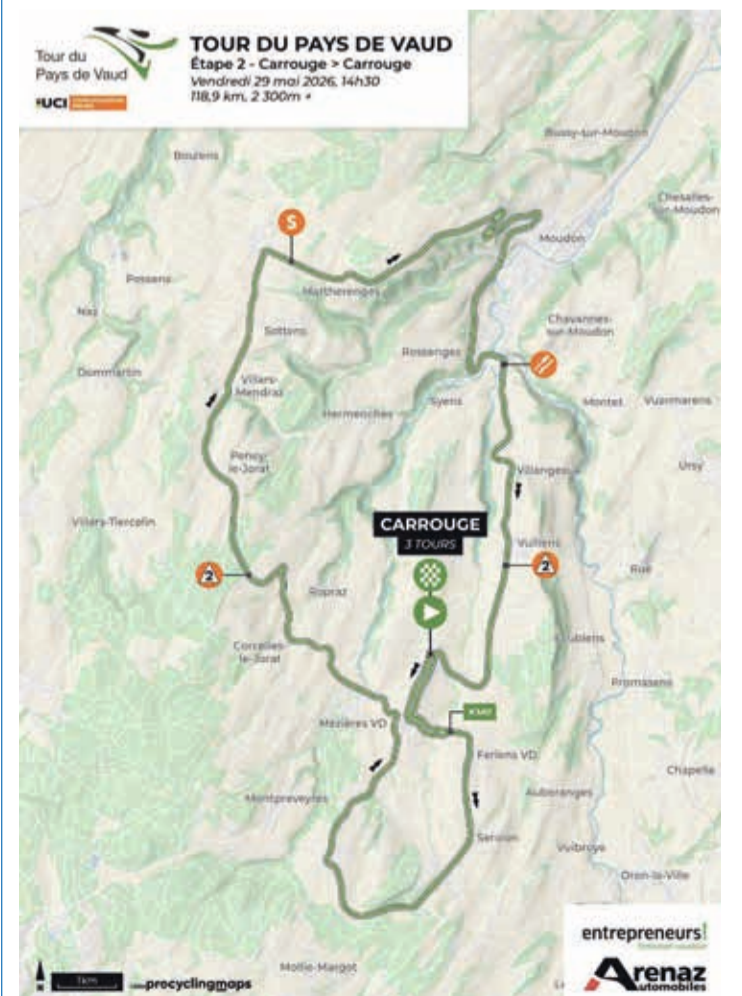 Tour du
Pays de Vaud
UCI
TOUR DU PAYS DE VAUD
Étape 2 - Carrouge > Carrouge
Vendredi 29 mai 2026, 14h30
118,9 km, 2 300m +
Bussy-sur-Moudon
Boulens
Chesalles-
sur-Moudon
S
Moudon
Possens
Martherenges
Naz
Chavannes-
sur-Moudon
Sottens
Rossenges
Dommartin
Villars-
Mendraz
Syens
Montet
Vuarmarens
Hermenches
Peney-
le-Jorat
Villangeaux
Ursy
CARROUGE
3 TOURS
Villars-Tiercelin
Vulliens
2
2
Rue
Ropraz
Corcelles-
le-Jorat
Promasens
Mézières VD
KM0
Ferlens VD
Chapelle
Montpreveyres
Auboranges
Servion
Vuibroye
Oron-la-Ville
Mollie-Margot
1km
procyclingmaps
entrepreneurs!
Arenaz
Automobiles